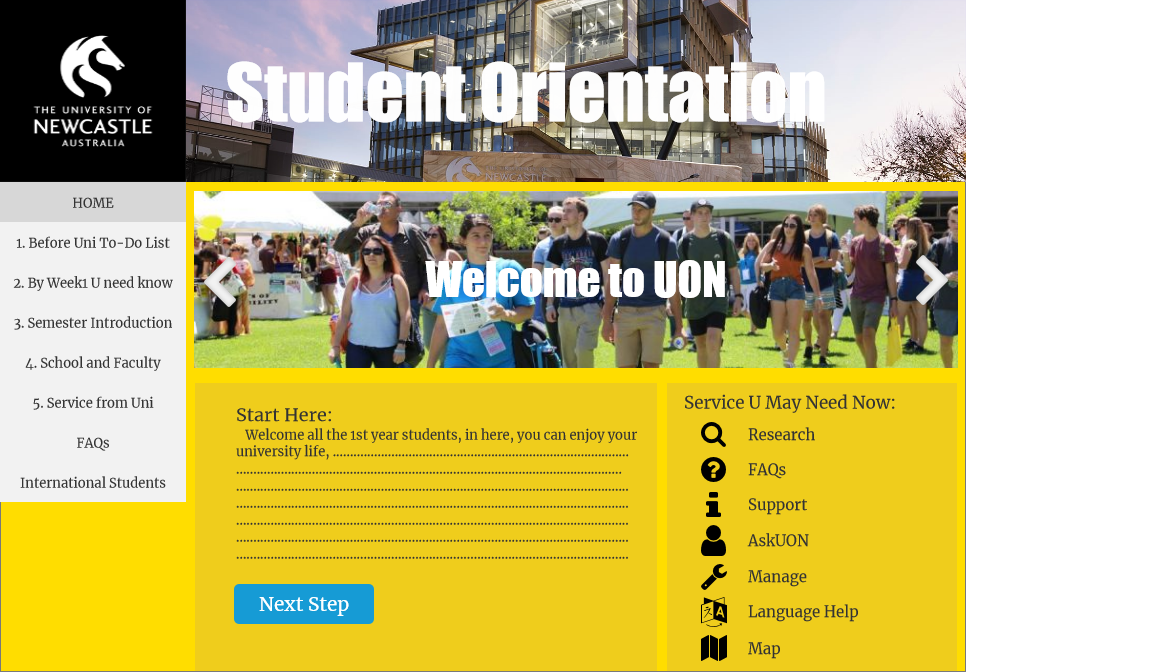 THE UNIVERSITY OF
NEWCASTLE
AUSTRALIA
Student Orientation
NEWCASTLE
HOME
1. Before Uni To-Do List
2. By Week1 U need know
3. Semester Introduction
4. School and Faculty
5. Service from Uni
FAQs
International Students
Welcome to UON
Start Here:
Welcome all the 1st year students, in here, you can enjoy your
university life, ......................................................................................
................................................................................................................
..................................................................................................................
..................................................................................................................
..................................................................................................................
..................................................................................................................
..................................................................................................................
Next Step
Service U May Need Now:
Research
FAQs
Support
AskUON
Manage
Language Help
Map